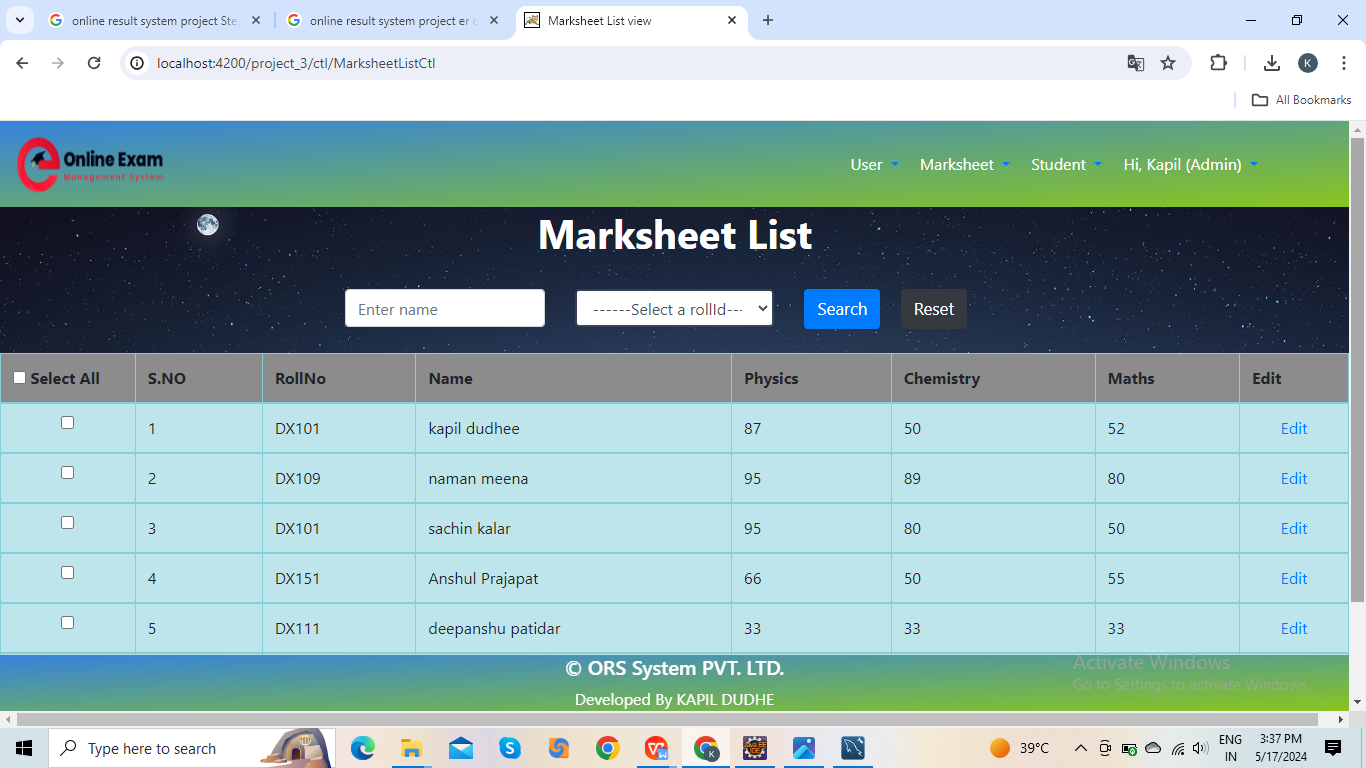 online result system project Ste
online result system project er d
Marksheet List view
localhost:4200/project_3/ctl/MarksheetListCtl
K
All Bookmarks
e Online Exam
Management System
User
Marksheet
Student
Hi, Kapil (Admin)
Marksheet List
Enter name
------Select a rollId---
Search
Reset
Select All S.NO RollNo Name Physics Chemistry Maths Edit
1 DX101 kapil dudhee 87 50 52 Edit
2 DX109 naman meena 95 89 80 Edit
3 DX101 sachin kalar 95 80 50 Edit
4 DX151 Anshul Prajapat 66 50 55 Edit
5 DX111 deepanshu patidar 33 33 33 Edit
© ORS System PVT. LTD.
Developed By KAPIL DUDHE
Activate Windows
Go to Settings to activate Windows.
Type here to search
39°C
ENG
IN
3:37 PM
5/17/2024